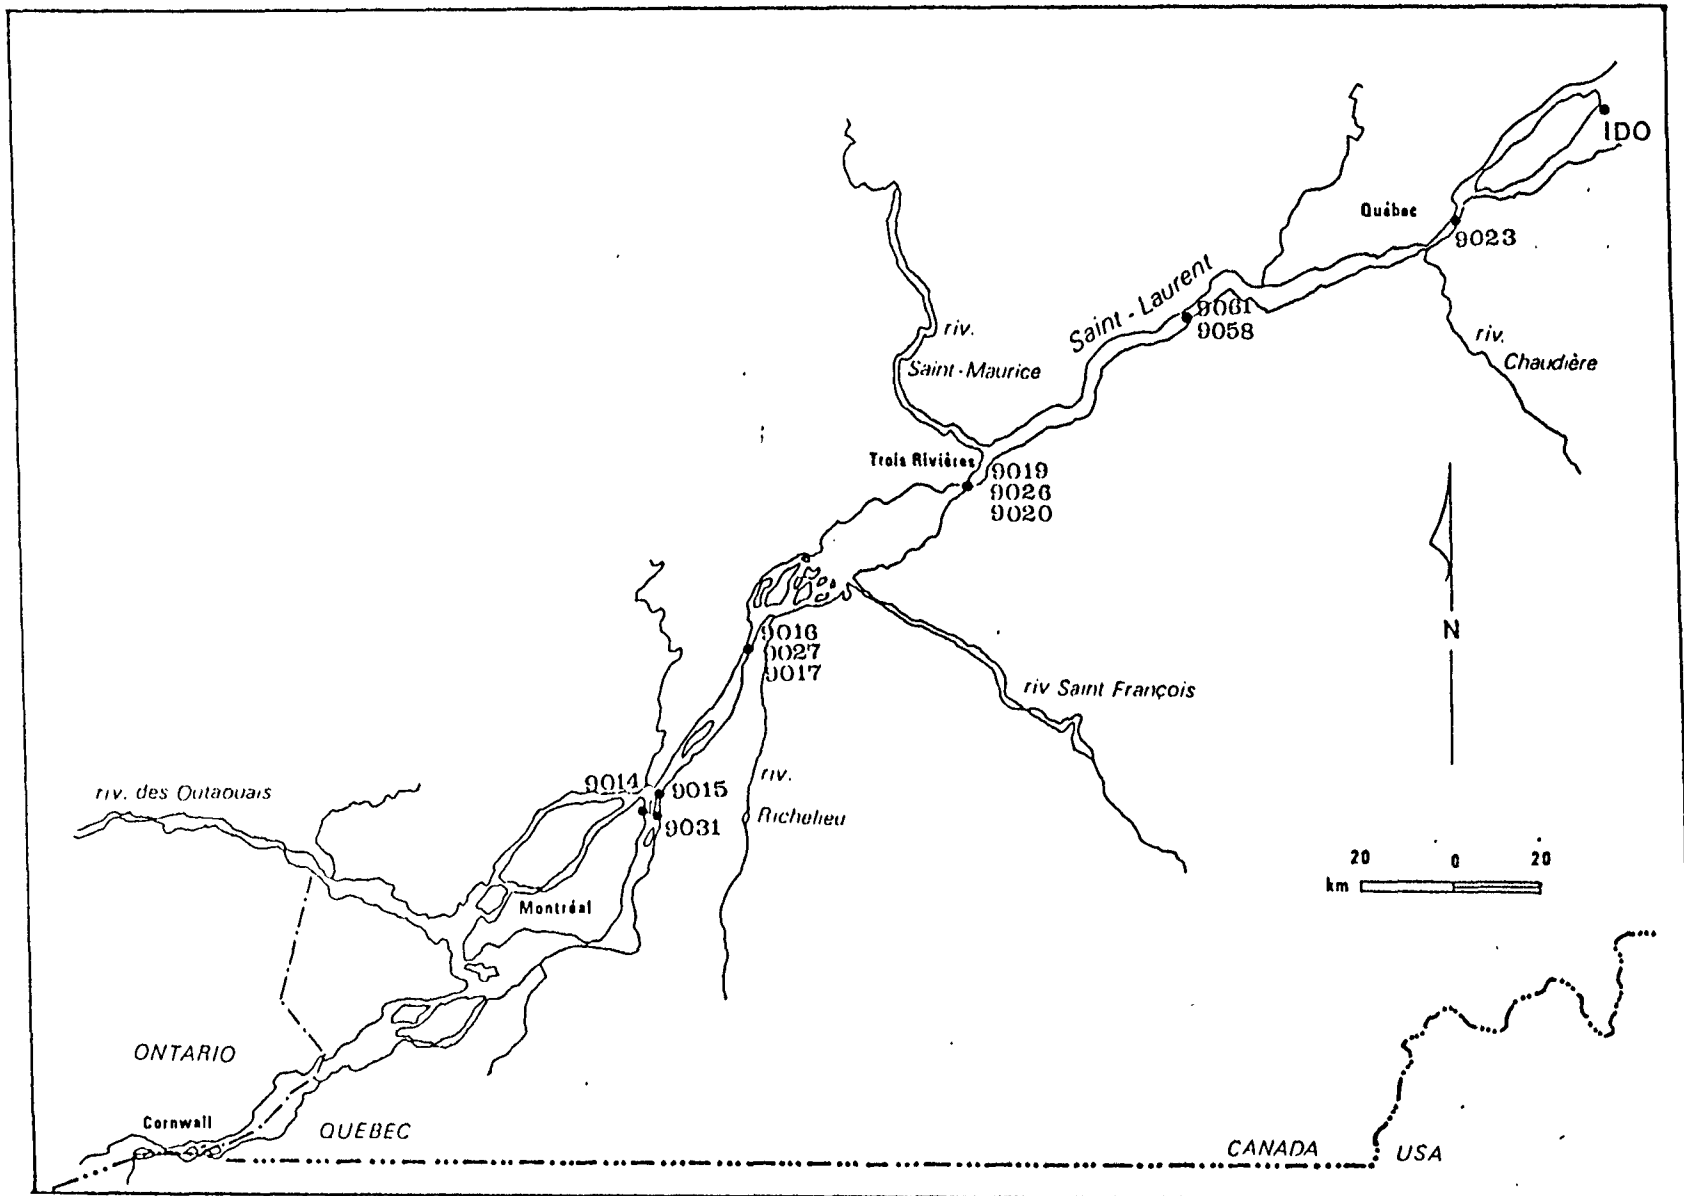 IDO
Québec
9023
Saint - Laurent
9061
9058
riv.
Chaudière
riv.
Saint - Maurice
Trois Rivières
9019
9026
9020
N
9016
9027
9017
riv Saint François
riv. des Outaouais
9014
9015
9031
riv.
Richelieu
20 0 20
km
Montréal
ONTARIO
Cornwall
QUEBEC
CANADA
USA